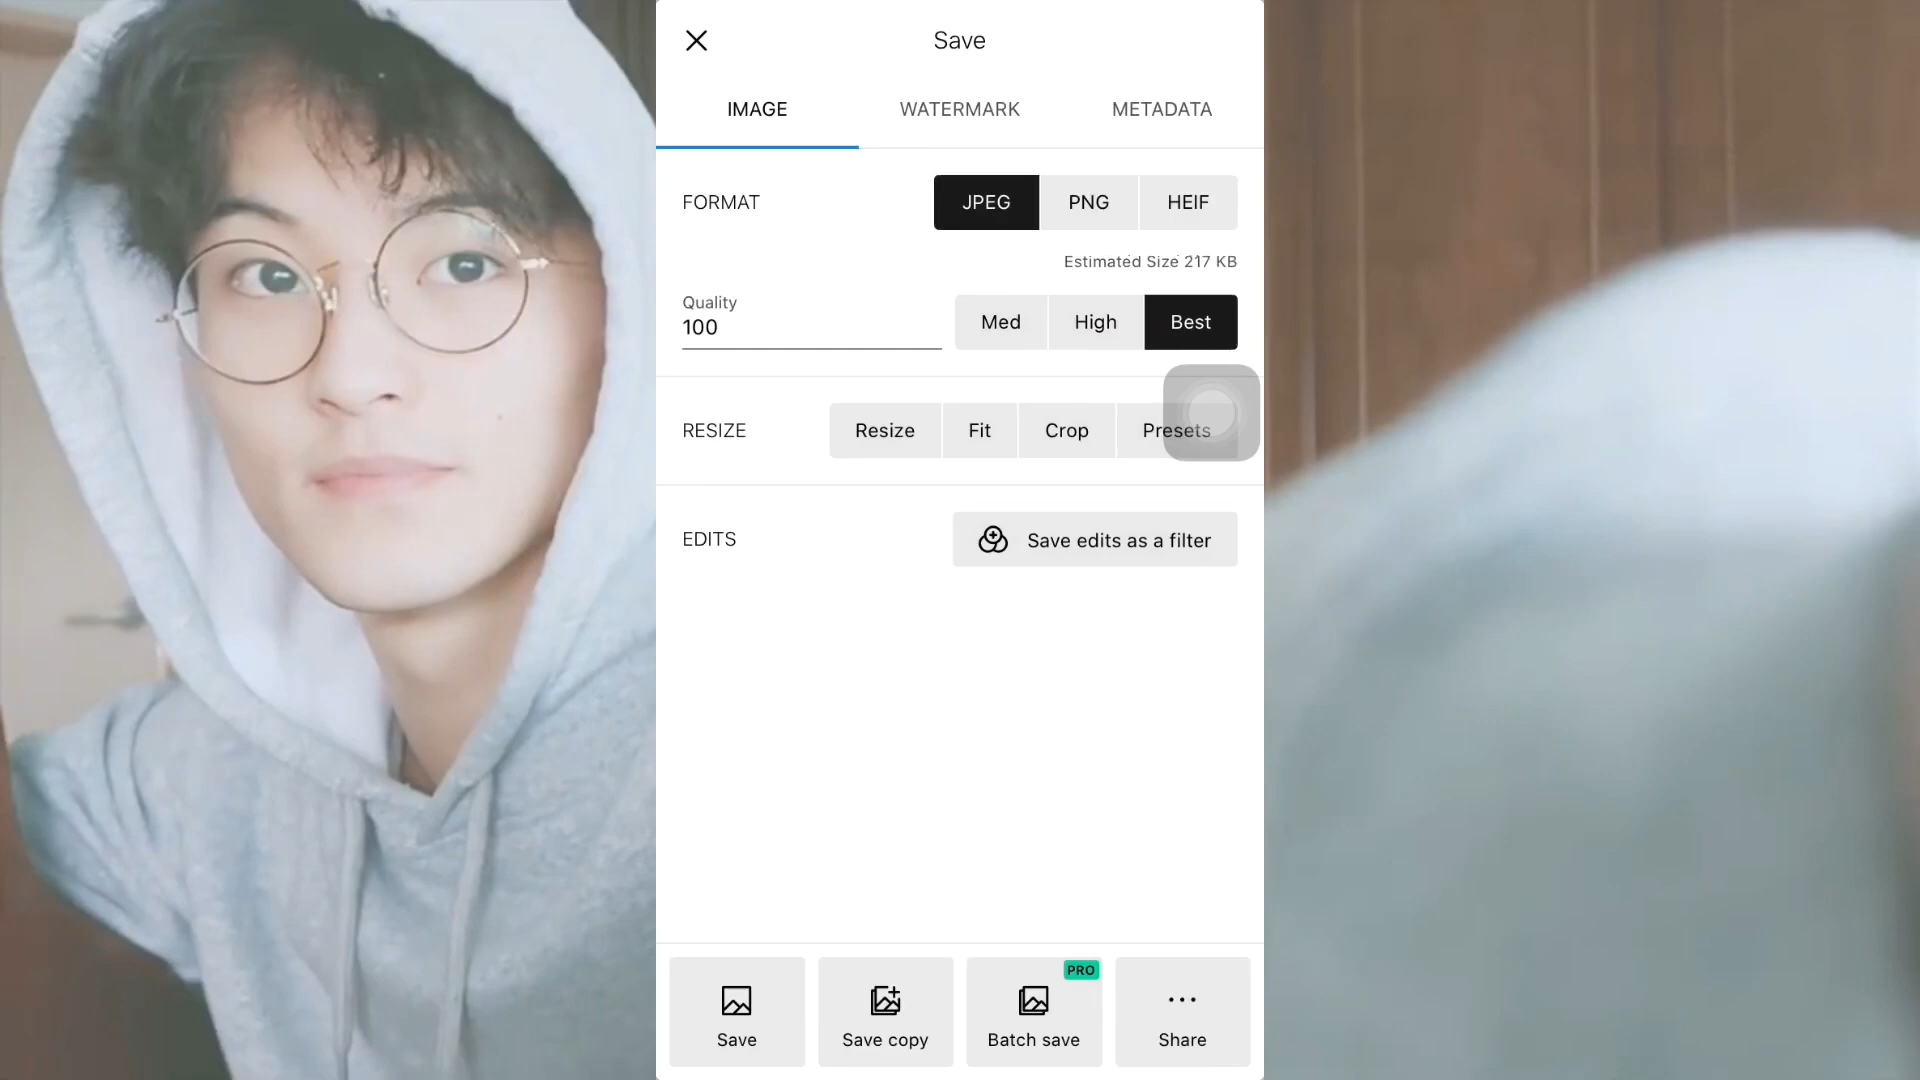 Save
IMAGE WATERMARK METADATA
FORMAT JPEG PNG HEIF
Estimated Size 217 KB
Quality
100 Med High Best
RESIZE Resize Fit Crop Presets
EDITS Save edits as a filter
PRO
Save Save copy Batch save Share